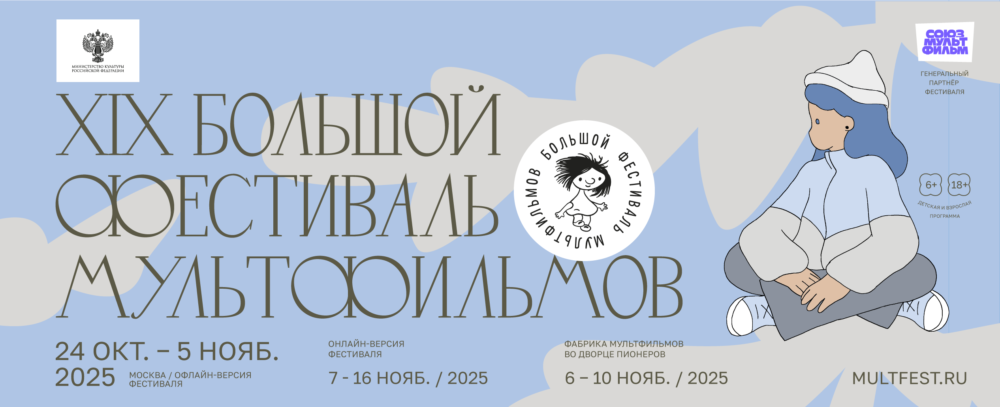 МИНИСТЕРСТВО КУЛЬТУРЫ
РОССИЙСКОЙ ФЕДЕРАЦИИ
СОЮЗ
МУЛЬТ
ФИЛЬМ
ГЕНЕРАЛЬНЫЙ
ПАРТНЁР
ФЕСТИВАЛЯ
XIX БОЛЬШОЙ
ФЕСТИВАЛЬ
МУЛЬТФИЛЬМОВ
БОЛЬШОЙ ФЕСТИВАЛЬ МУЛЬТФИЛЬМОВ
6+ 18+
ДЕТСКАЯ И ВЗРОСЛАЯ
ПРОГРАММА
24 ОКТ. – 5 НОЯБ.
2025
МОСКВА / ОФЛАЙН-ВЕРСИЯ
ФЕСТИВАЛЯ
ОНЛАЙН-ВЕРСИЯ
ФЕСТИВАЛЯ
7 - 16 НОЯБ. / 2025
ФАБРИКА МУЛЬТФИЛЬМОВ
ВО ДВОРЦЕ ПИОНЕРОВ
6 – 10 НОЯБ. / 2025
MULTFEST.RU